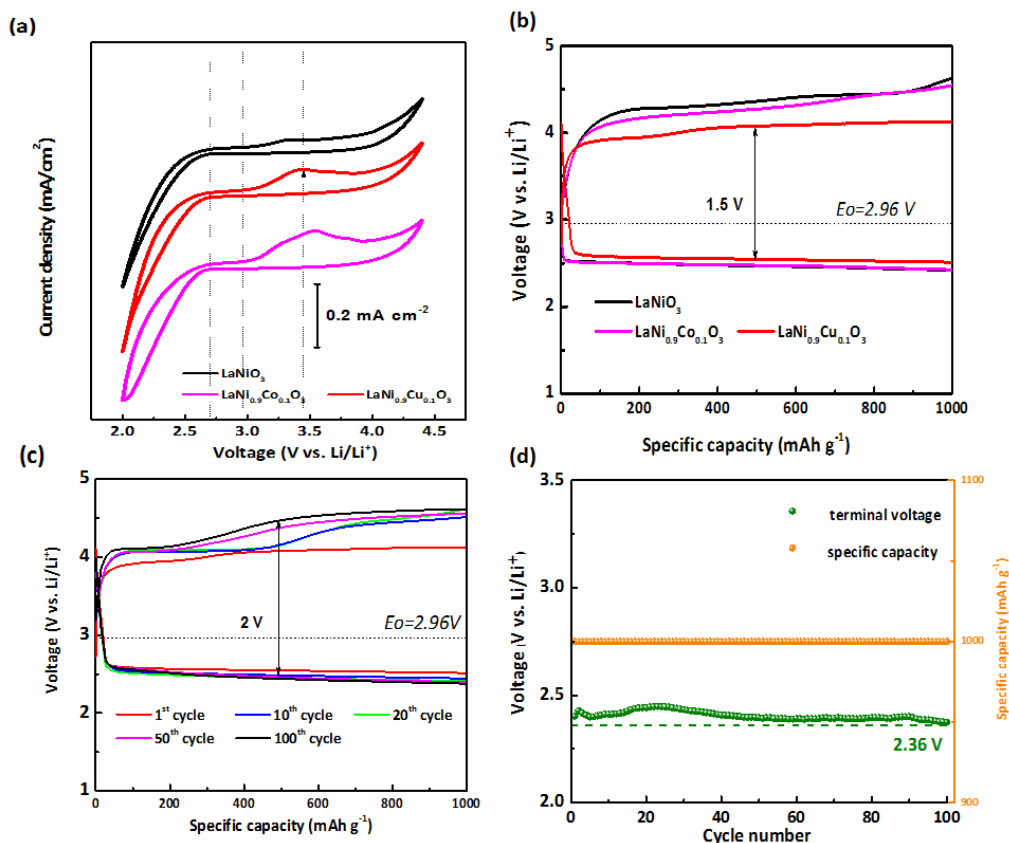 (a)
Current density (mA/cm²)
0.2 mA cm⁻²
LaNiO₃
LaNi₀.₉Co₀.₁O₃
LaNi₀.₉Cu₀.₁O₃
2.0 2.5 3.0 3.5 4.0 4.5
Voltage (V vs. Li/Li⁺)
(b)
Voltage (V vs. Li/Li⁺)
5
4
3
2
1
1.5 V
Eo=2.96 V
LaNiO₃
LaNi₀.₉Co₀.₁O₃
LaNi₀.₉Cu₀.₁O₃
0 200 400 600 800 1000
Specific capacity (mAh g⁻¹)
(c)
Voltage (V vs. Li/Li⁺)
5
4
3
2
1
2 V
Eo=2.96V
1ˢᵗ cycle 10ᵗʰ cycle 20ᵗʰ cycle
50ᵗʰ cycle 100ᵗʰ cycle
0 200 400 600 800 1000
Specific capacity (mAh g⁻¹)
(d)
Voltage (V vs. Li/Li⁺)
3.5
3.0
2.5
2.0
terminal voltage
specific capacity
2.36 V
1100
1000
900
Specific capacity (mAh g⁻¹)
0 20 40 60 80 100
Cycle number